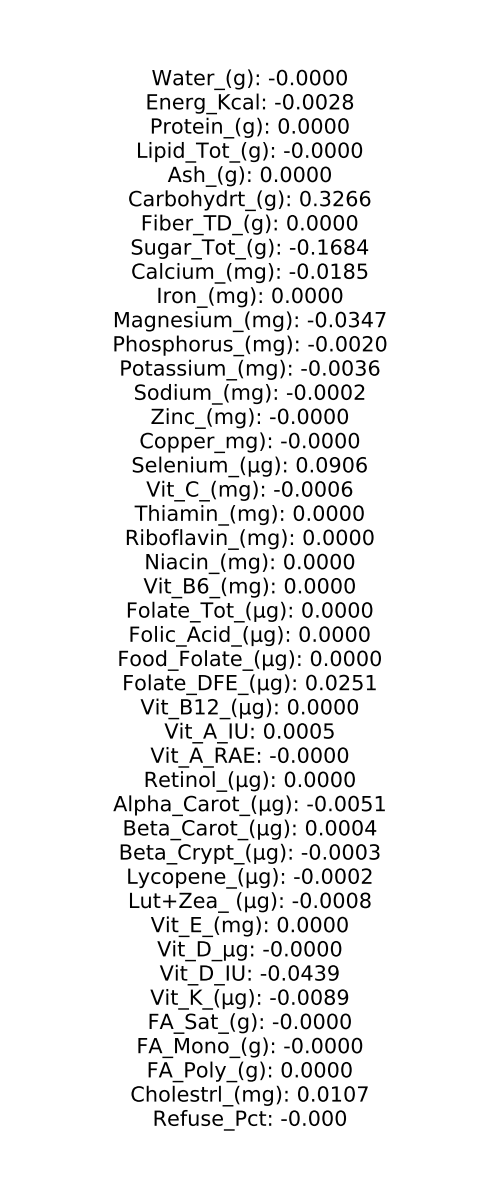 Water_(g): -0.0000
Energ_Kcal: -0.0028
Protein_(g): 0.0000
Lipid_Tot_(g): -0.0000
Ash_(g): 0.0000
Carbohydrt_(g): 0.3266
Fiber_TD_(g): 0.0000
Sugar_Tot_(g): -0.1684
Calcium_(mg): -0.0185
Iron_(mg): 0.0000
Magnesium_(mg): -0.0347
Phosphorus_(mg): -0.0020
Potassium_(mg): -0.0036
Sodium_(mg): -0.0002
Zinc_(mg): -0.0000
Copper_mg): -0.0000
Selenium_(µg): 0.0906
Vit_C_(mg): -0.0006
Thiamin_(mg): 0.0000
Riboflavin_(mg): 0.0000
Niacin_(mg): 0.0000
Vit_B6_(mg): 0.0000
Folate_Tot_(µg): 0.0000
Folic_Acid_(µg): 0.0000
Food_Folate_(µg): 0.0000
Folate_DFE_(µg): 0.0251
Vit_B12_(µg): 0.0000
Vit_A_IU: 0.0005
Vit_A_RAE: -0.0000
Retinol_(µg): 0.0000
Alpha_Carot_(µg): -0.0051
Beta_Carot_(µg): 0.0004
Beta_Crypt_(µg): -0.0003
Lycopene_(µg): -0.0002
Lut+Zea_ (µg): -0.0008
Vit_E_(mg): 0.0000
Vit_D_µg: -0.0000
Vit_D_IU: -0.0439
Vit_K_(µg): -0.0089
FA_Sat_(g): -0.0000
FA_Mono_(g): -0.0000
FA_Poly_(g): 0.0000
Cholestrl_(mg): 0.0107
Refuse_Pct: -0.000